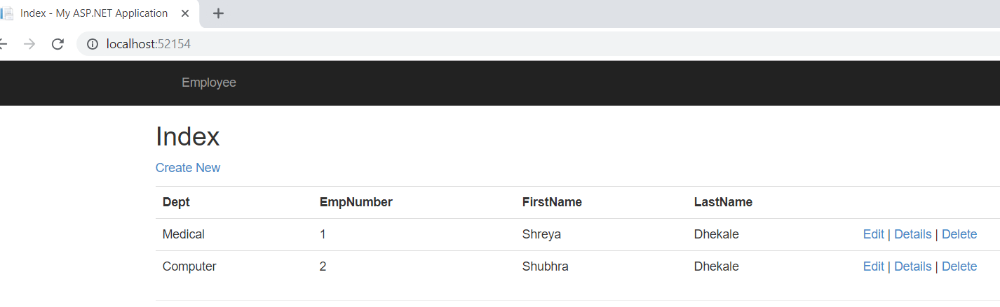 Index - My ASP.NET Application
localhost:52154
Employee
Index
Create New
Dept EmpNumber FirstName LastName
Medical 1 Shreya Dhekale Edit | Details | Delete
Computer 2 Shubhra Dhekale Edit | Details | Delete